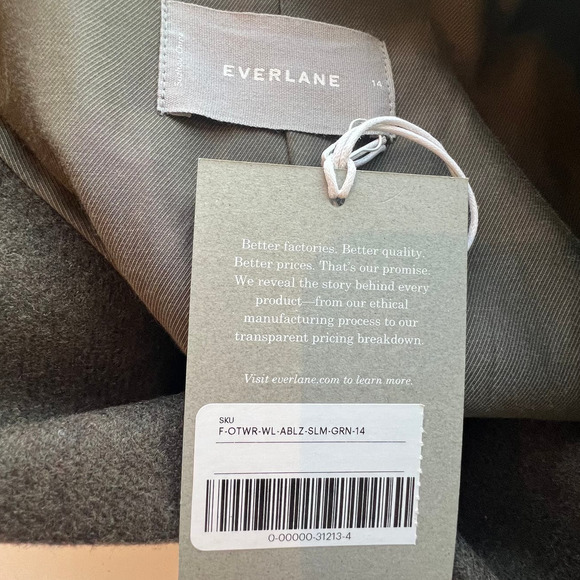 EVERLANE
14
Better factories. Better quality.
Better prices. That's our promise.
We reveal the story behind every
product—from our ethical
manufacturing process to our
transparent pricing breakdown.
Visit everlane.com to learn more.
SKU
F-OTWR-WL-ABLZ-SLM-GRN-14
0-00000-31213-4